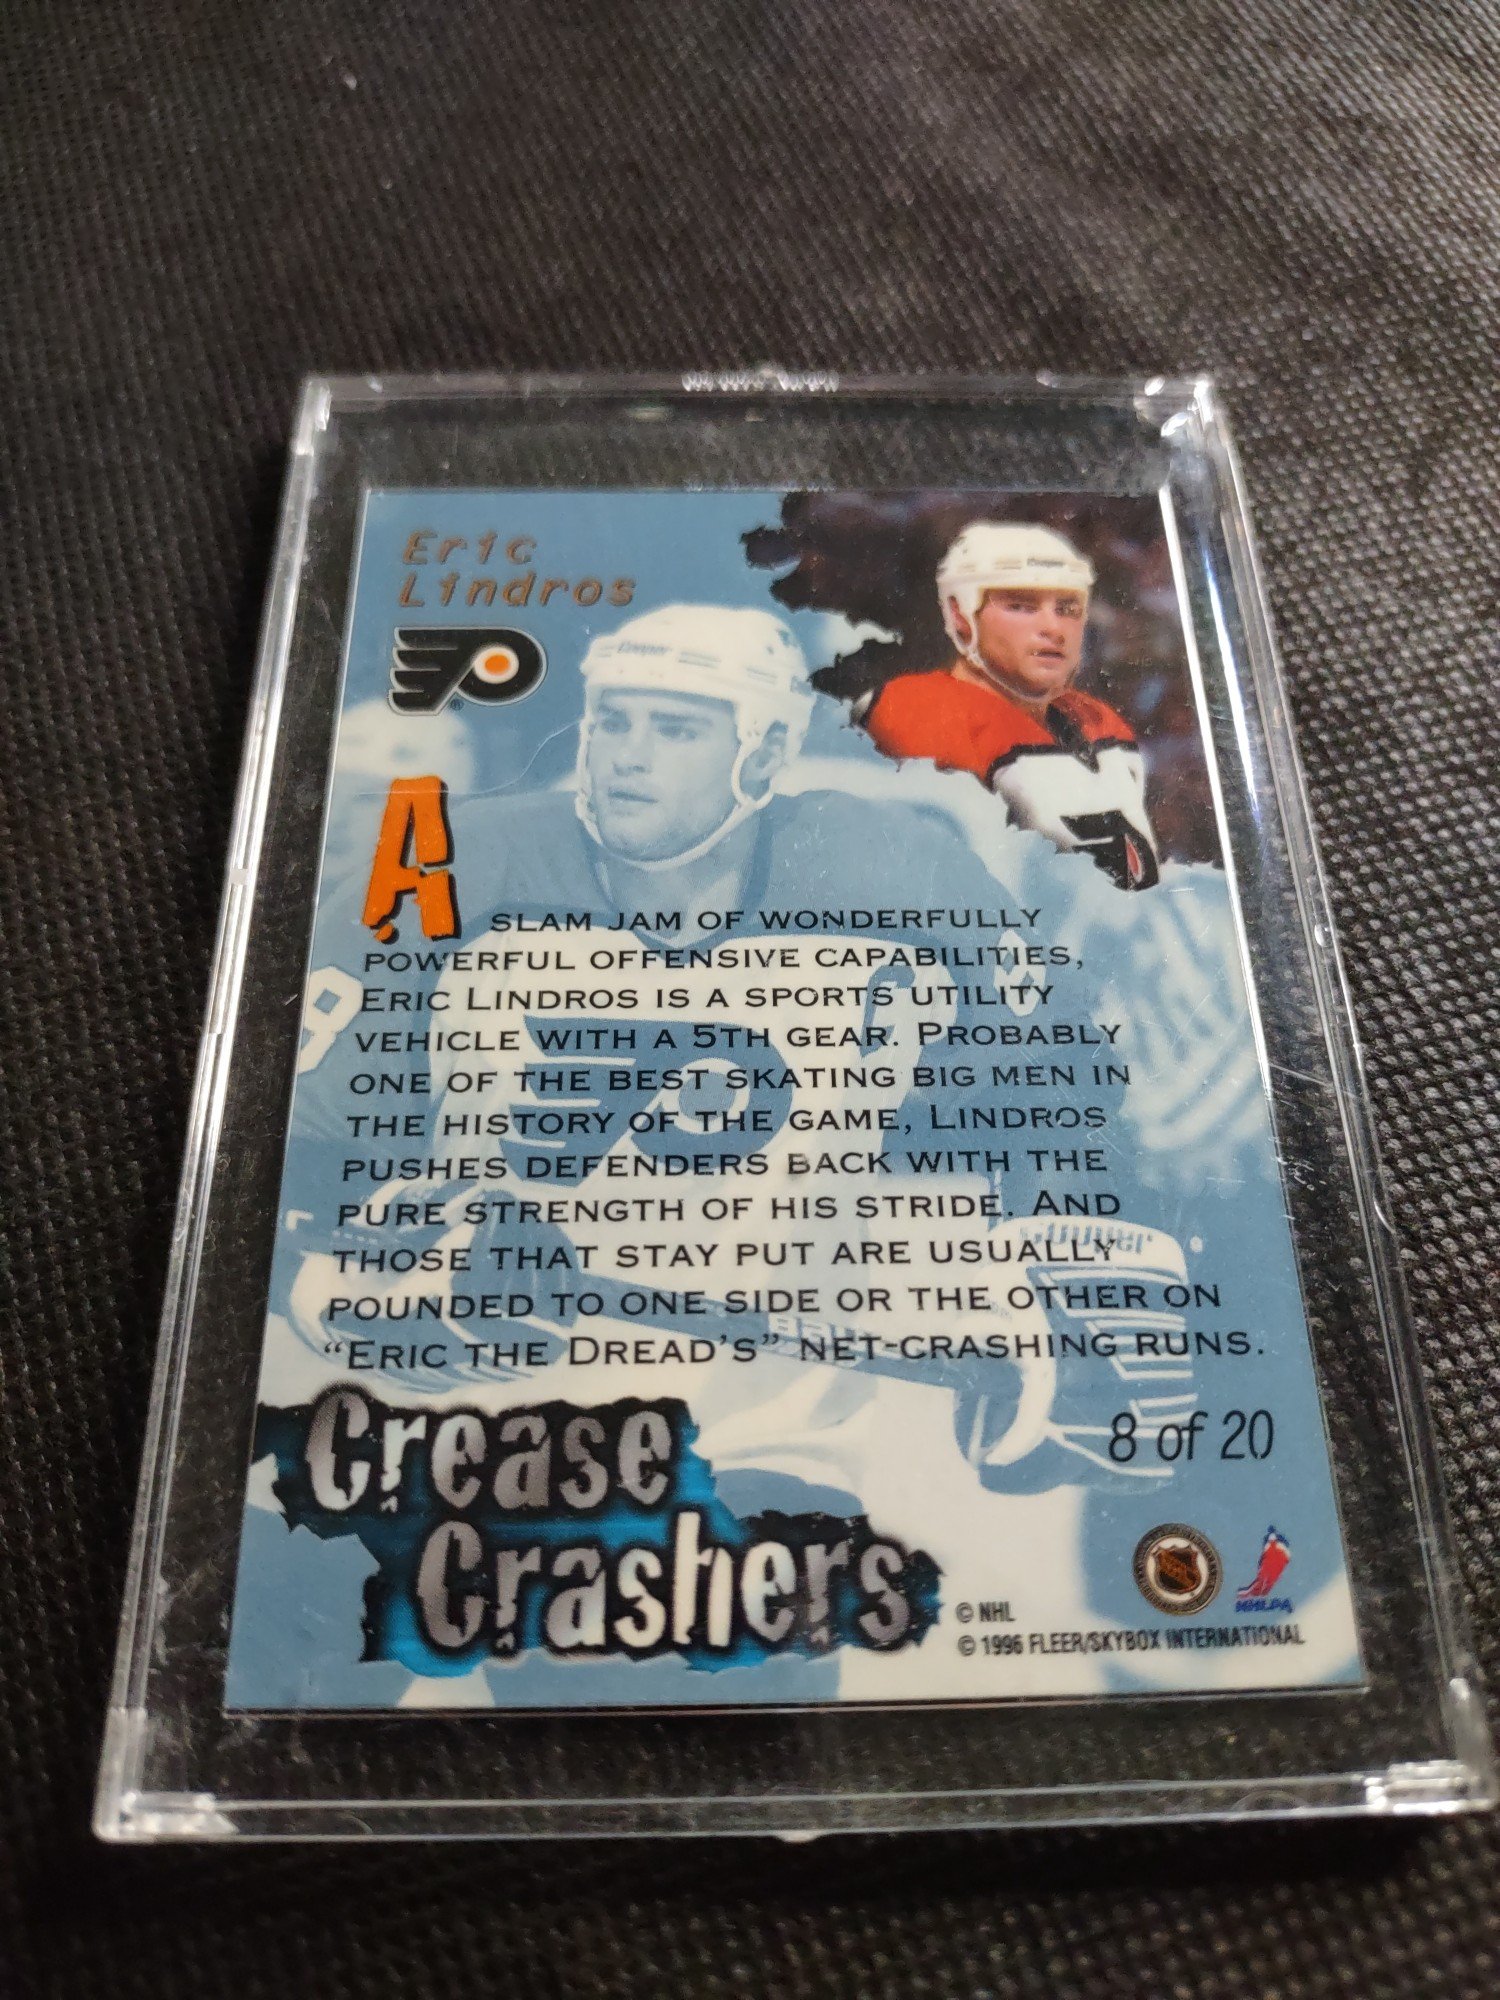 Eric
Lindros
Cooper
Cooper
A SLAM JAM OF WONDERFULLY
POWERFUL OFFENSIVE CAPABILITIES,
ERIC LINDROS IS A SPORTS UTILITY
VEHICLE WITH A 5TH GEAR. PROBABLY
ONE OF THE BEST SKATING BIG MEN IN
THE HISTORY OF THE GAME, LINDROS
PUSHES DEFENDERS BACK WITH THE
PURE STRENGTH OF HIS STRIDE. AND
THOSE THAT STAY PUT ARE USUALLY
POUNDED TO ONE SIDE OR THE OTHER ON
"ERIC THE DREAD'S" NET-CRASHING RUNS.
8 of 20
Crease
Crashers
NHLPA
© NHL
© 1996 FLEER/SKYBOX INTERNATIONAL